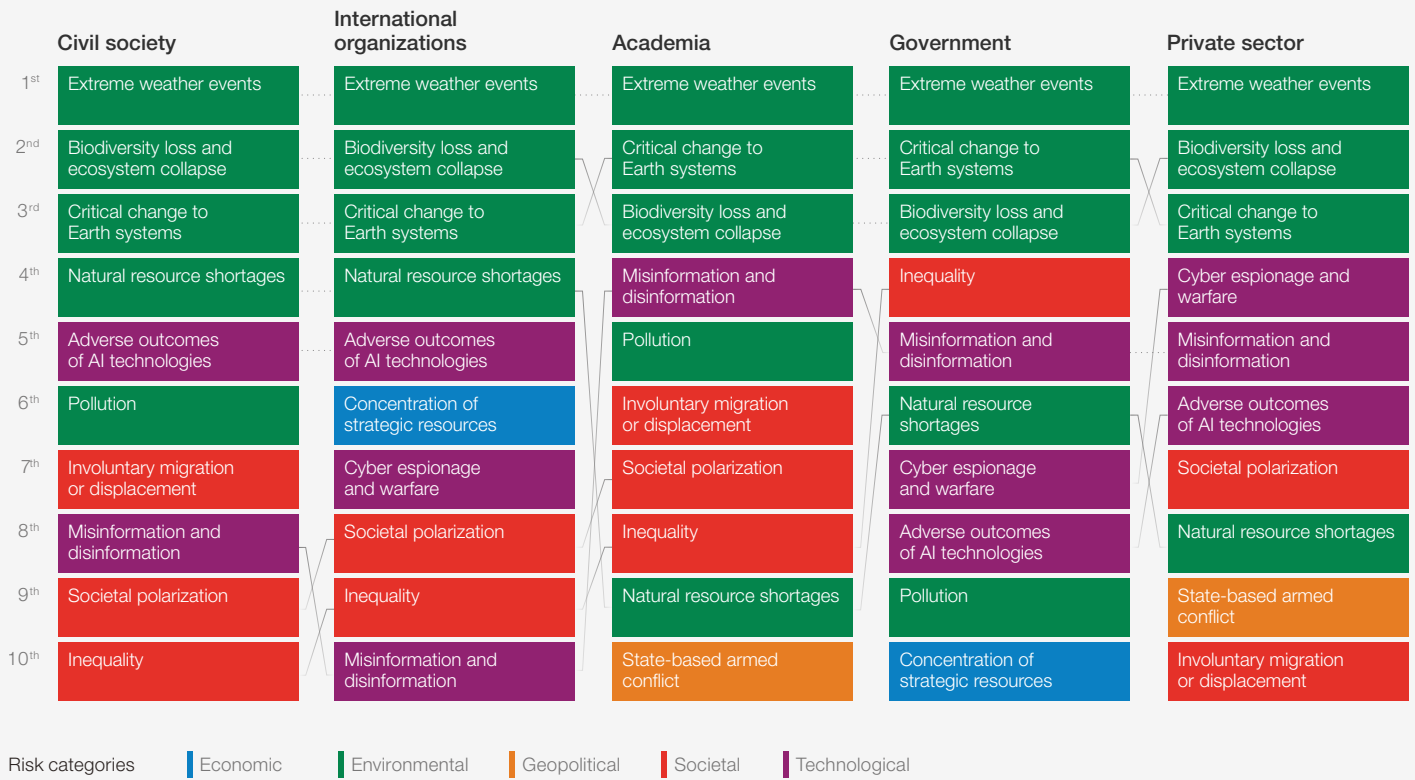 Civil society
International
organizations
Academia
Government
Private sector
1st
Extreme weather events
Extreme weather events
Extreme weather events
Extreme weather events
Extreme weather events
2nd
Biodiversity loss and
ecosystem collapse
Biodiversity loss and
ecosystem collapse
Critical change to
Earth systems
Critical change to
Earth systems
Biodiversity loss and
ecosystem collapse
3rd
Critical change to
Earth systems
Critical change to
Earth systems
Biodiversity loss and
ecosystem collapse
Biodiversity loss and
ecosystem collapse
Critical change to
Earth systems
4th
Natural resource shortages
Natural resource shortages
Misinformation and
disinformation
Inequality
Cyber espionage and
warfare
5th
Adverse outcomes
of AI technologies
Adverse outcomes
of AI technologies
Pollution
Misinformation and
disinformation
Misinformation and
disinformation
6th
Pollution
Concentration of
strategic resources
Involuntary migration
or displacement
Natural resource
shortages
Adverse outcomes
of AI technologies
7th
Involuntary migration
or displacement
Cyber espionage
and warfare
Societal polarization
Cyber espionage
and warfare
Societal polarization
8th
Misinformation and
disinformation
Societal polarization
Inequality
Adverse outcomes
of AI technologies
Natural resource shortages
9th
Societal polarization
Inequality
Natural resource shortages
Pollution
State-based armed
conflict
10th
Inequality
Misinformation and
disinformation
State-based armed
conflict
Concentration of
strategic resources
Involuntary migration
or displacement
Risk categories
Economic
Environmental
Geopolitical
Societal
Technological